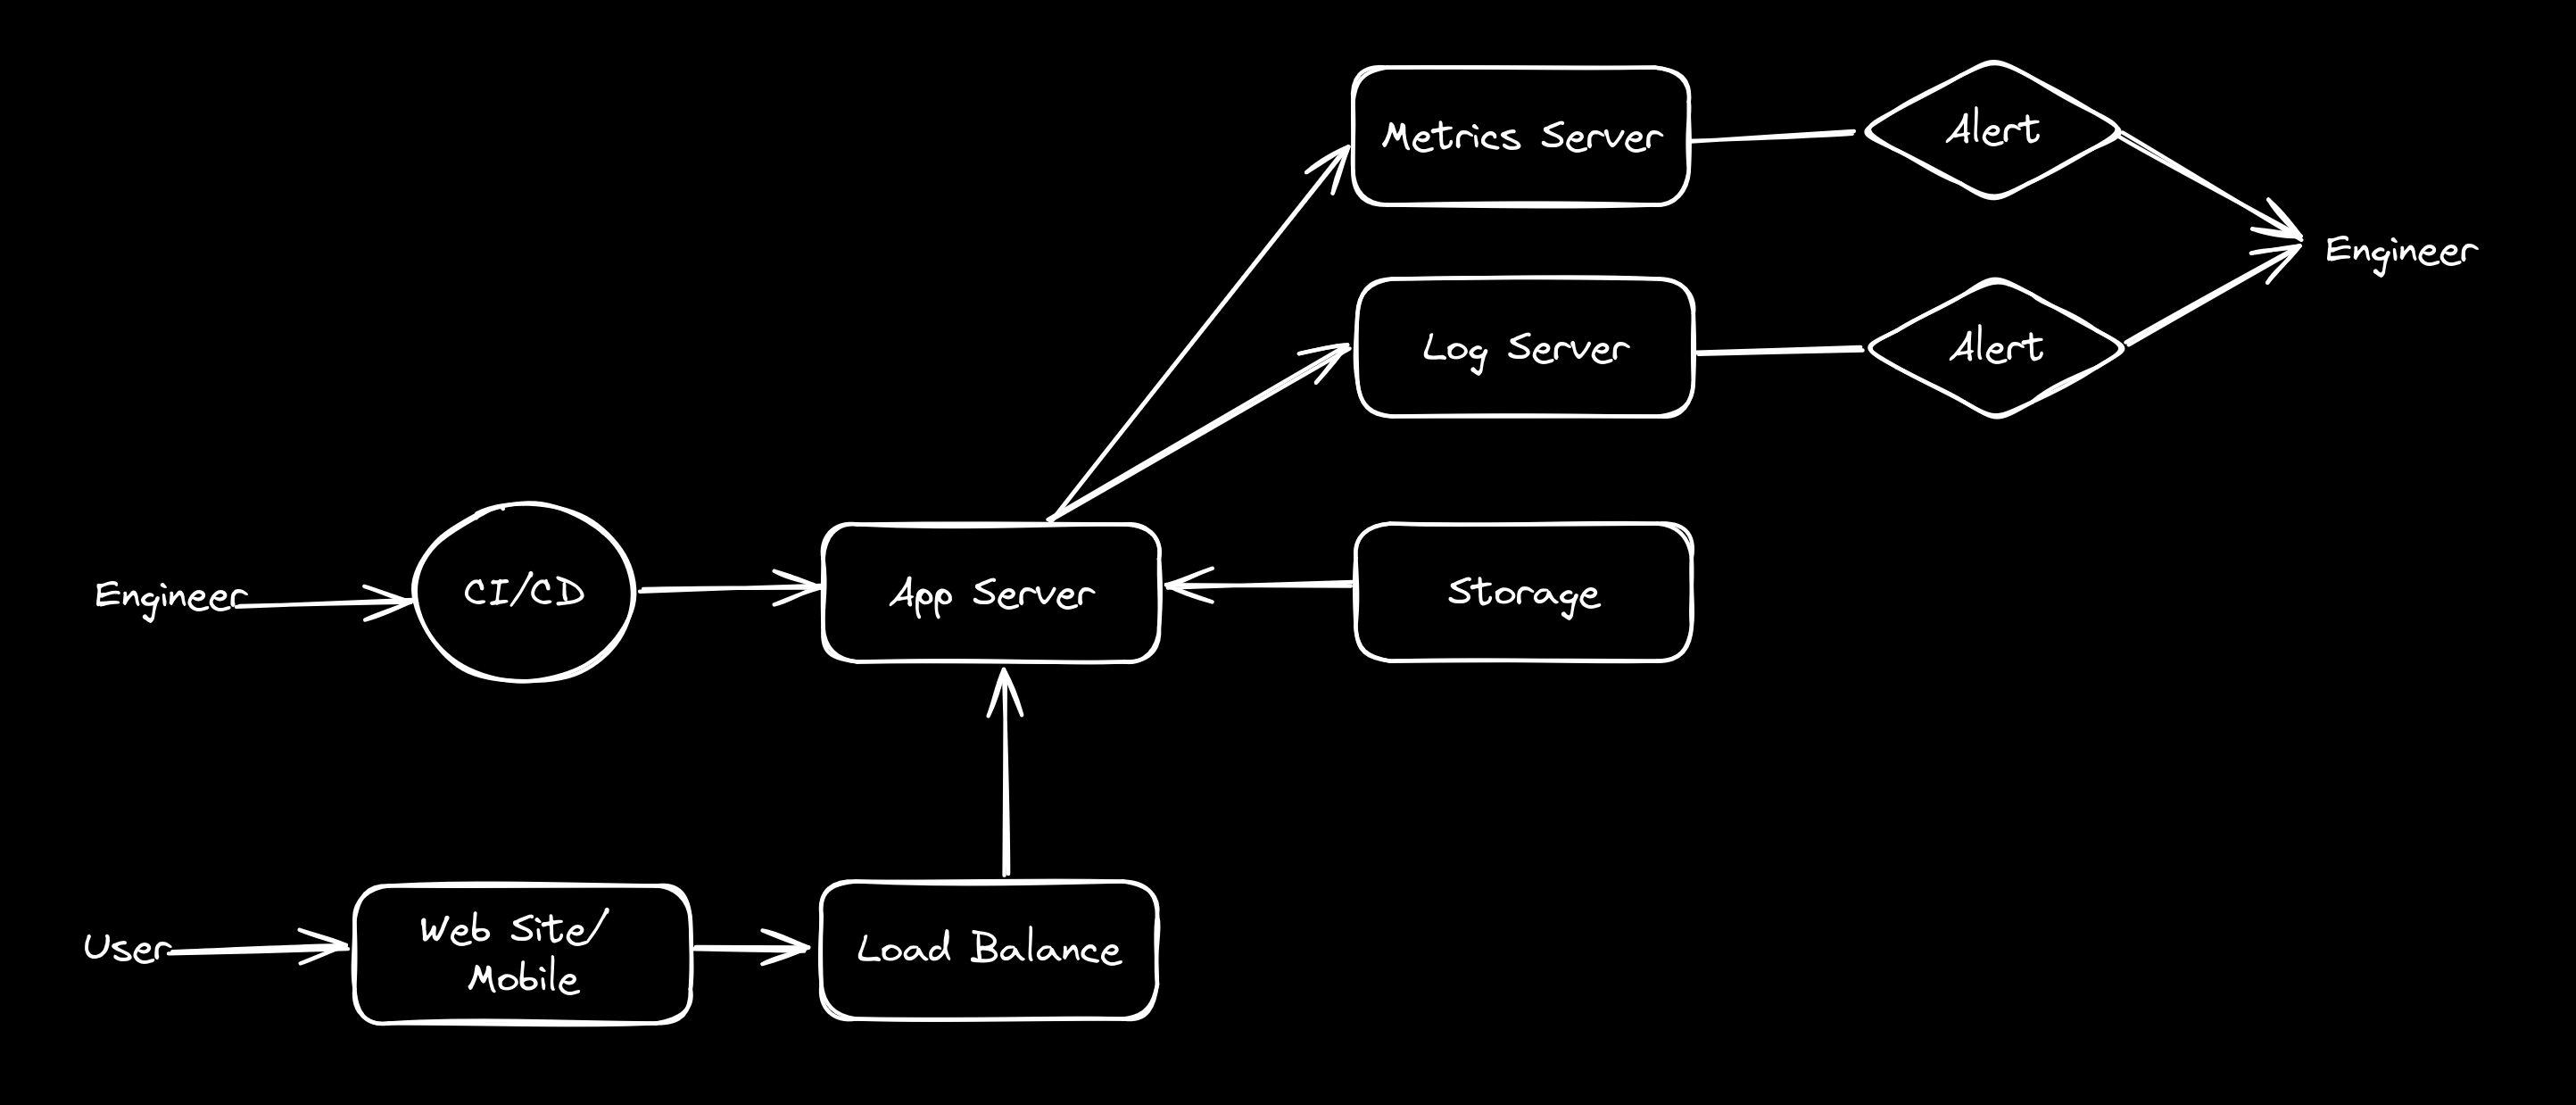 Metrics Server
Alert
Engineer
Log Server
Alert
Engineer
CI/CD
App Server
Storage
User
Web Site/
Mobile
Load Balance